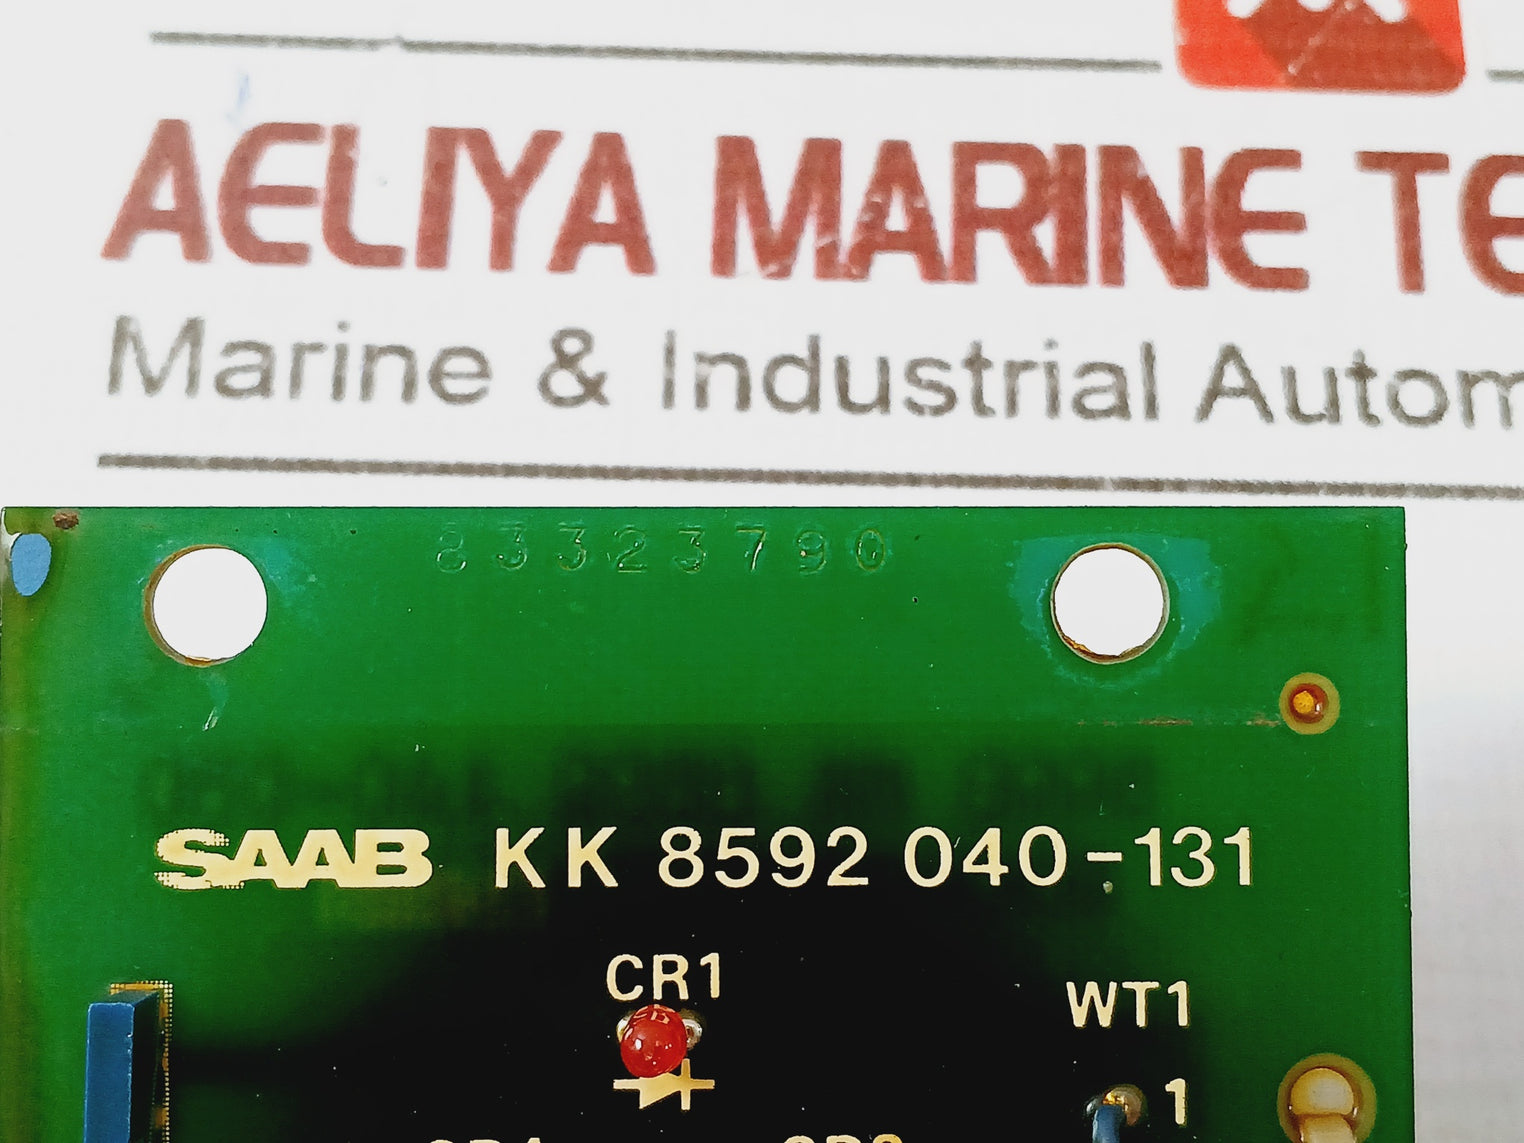 AELIYA MARINE TE
Marine & Industrial Autom
83323790
SAAB KK 8592 040-131
CR1
WT1
1